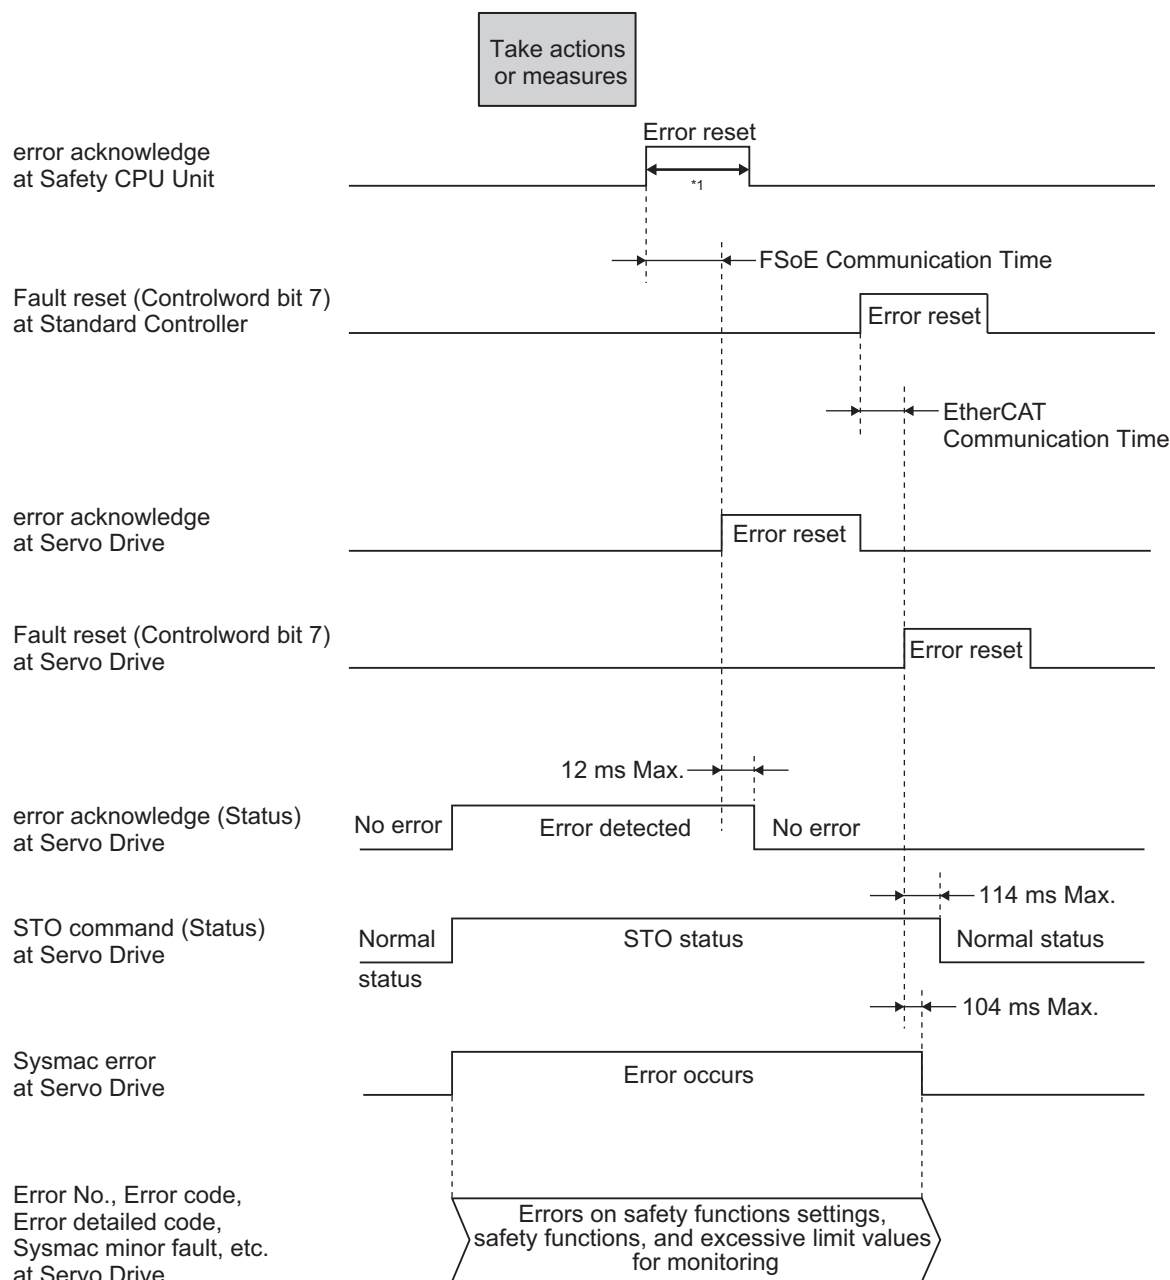 Take actions
or measures
Error reset
error acknowledge
at Safety CPU Unit
*1
FSoE Communication Time
Fault reset (Controlword bit 7)
at Standard Controller
Error reset
EtherCAT
Communication Time
error acknowledge
at Servo Drive
Error reset
Fault reset (Controlword bit 7)
at Servo Drive
Error reset
12 ms Max.
error acknowledge (Status)
at Servo Drive
No error
Error detected
No error
114 ms Max.
STO command (Status)
at Servo Drive
Normal
status
STO status
Normal status
104 ms Max.
Sysmac error
at Servo Drive
Error occurs
Error No., Error code,
Error detailed code,
Sysmac minor fault, etc.
at Servo Drive
Errors on safety functions settings,
safety functions, and excessive limit values
for monitoring